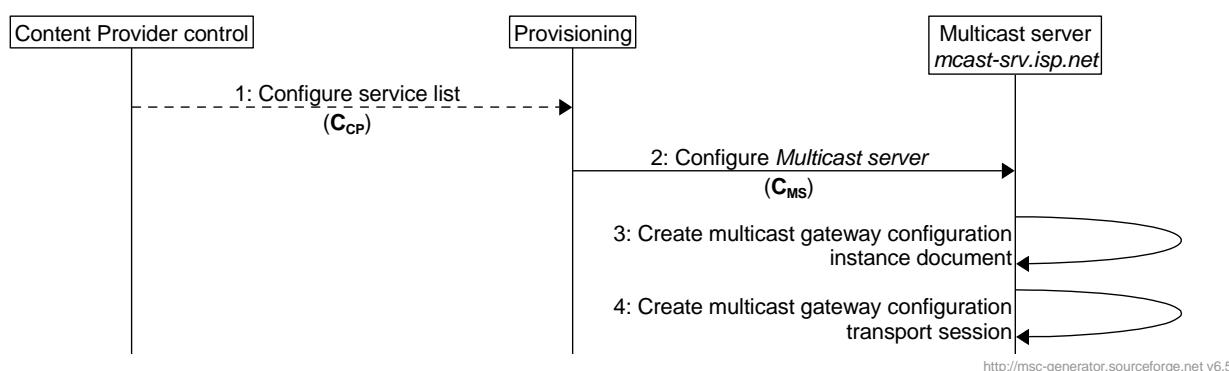 Content Provider control
Provisioning
Multicast server
mcast-srv.isp.net
1: Configure service list
(C_CP)
2: Configure Multicast server
(C_MS)
3: Create multicast gateway configuration
instance document
4: Create multicast gateway configuration
transport session
http://msc-generator.sourceforge.net v6.5